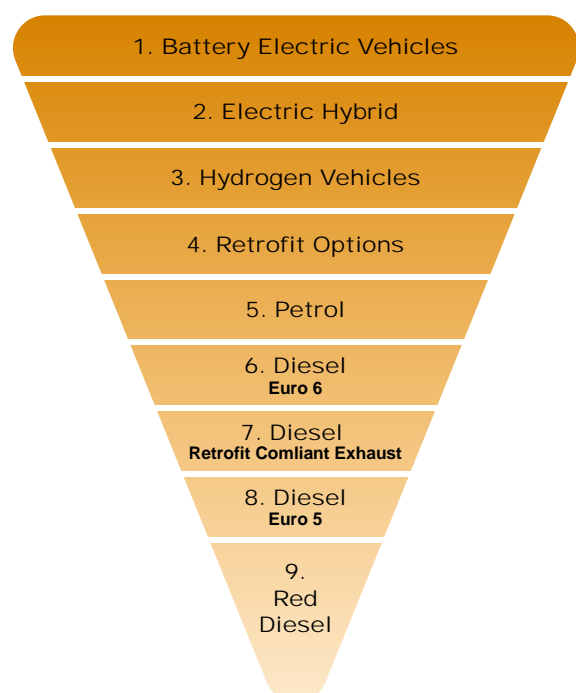 1. Battery Electric Vehicles
2. Electric Hybrid
3. Hydrogen Vehicles
4. Retrofit Options
5. Petrol
6. Diesel
Euro 6
7. Diesel
Retrofit Comliant Exhaust
8. Diesel
Euro 5
9.
Red
Diesel